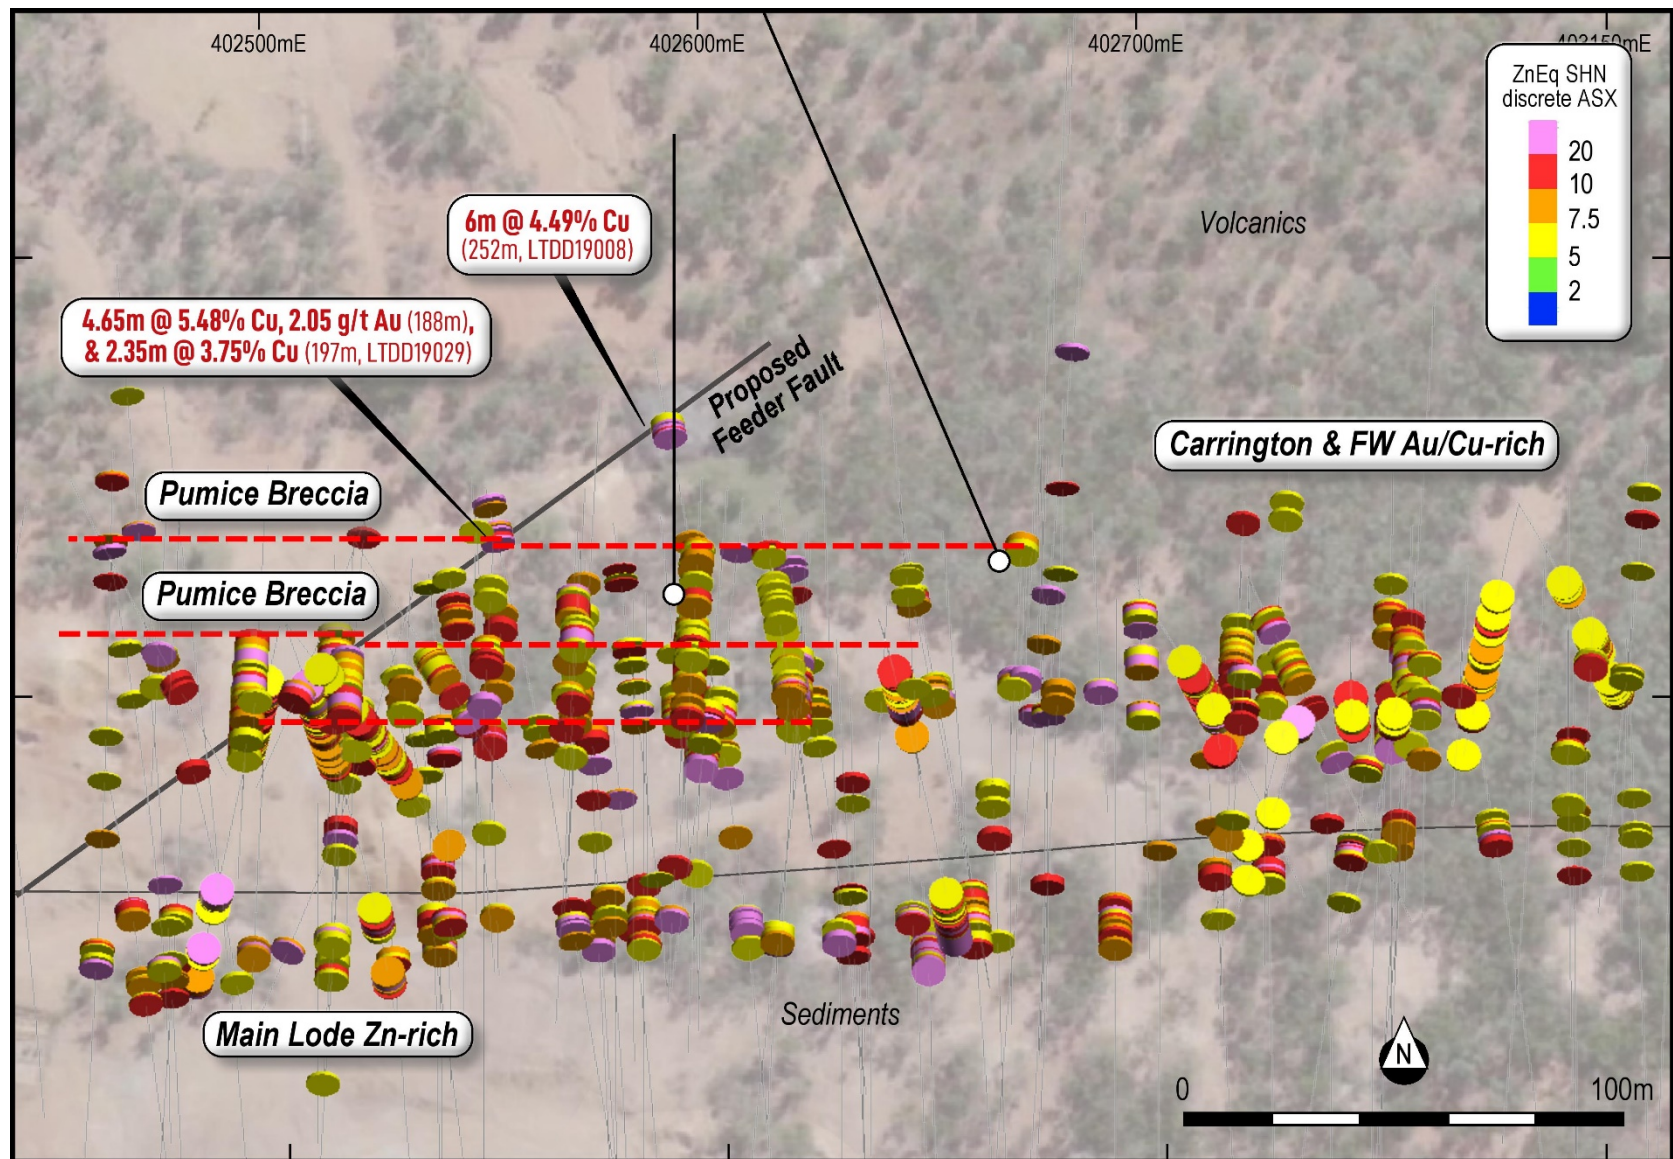 402500mE
402600mE
402700mE
402150mE
ZnEq SHN
discrete ASX
20
10
7.5
5
2
Volcanics
6m @ 4.49% Cu
(252m, LTDD19008)
4.65m @ 5.48% Cu, 2.05 g/t Au (188m),
& 2.35m @ 3.75% Cu (197m, LTDD19029)
Proposed
Feeder Fault
Carrington & FW Au/Cu-rich
Pumice Breccia
Pumice Breccia
Main Lode Zn-rich
Sediments
N
0
100m